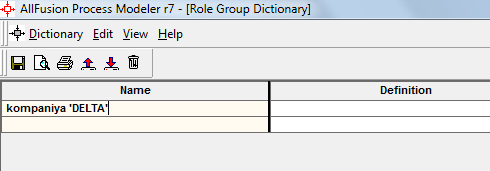 AllFusion Process Modeler r7 - [Role Group Dictionary]
Dictionary Edit View Help
Name Definition
kompaniya 'DELTA'